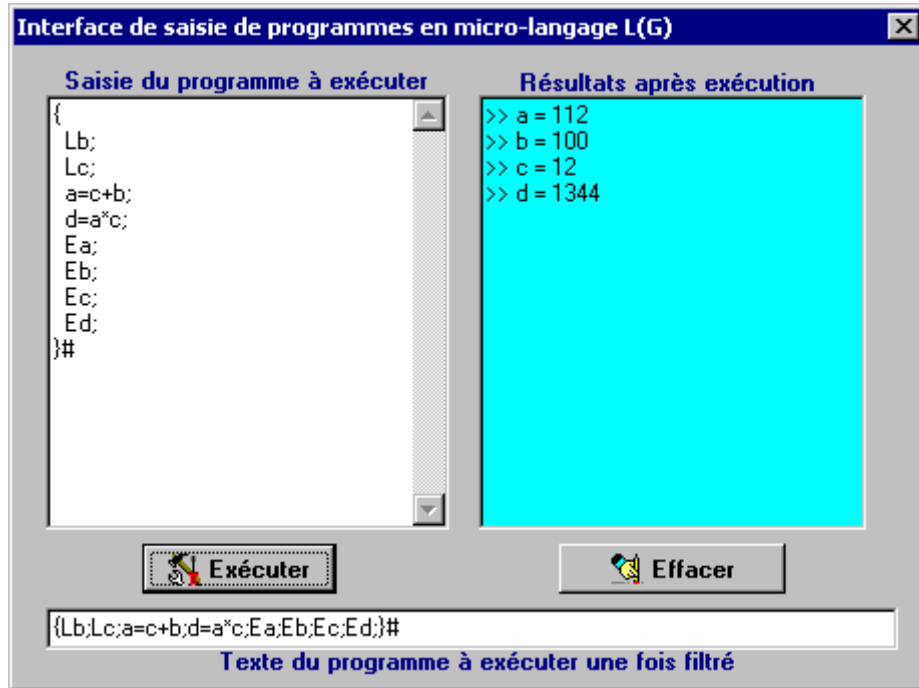 Interface de saisie de programmes en micro-langage L(G)
Saisie du programme à exécuter
{
Lb;
Lc;
a=c+b;
d=a*c;
Ea;
Eb;
Ec;
Ed;
}#
Résultats après exécution
>> a = 112
>> b = 100
>> c = 12
>> d = 1344
Exécuter
Effacer
{Lb;Lc;a=c+b;d=a*c;Ea;Eb;Ec;Ed;}#
Texte du programme à exécuter une fois filtré